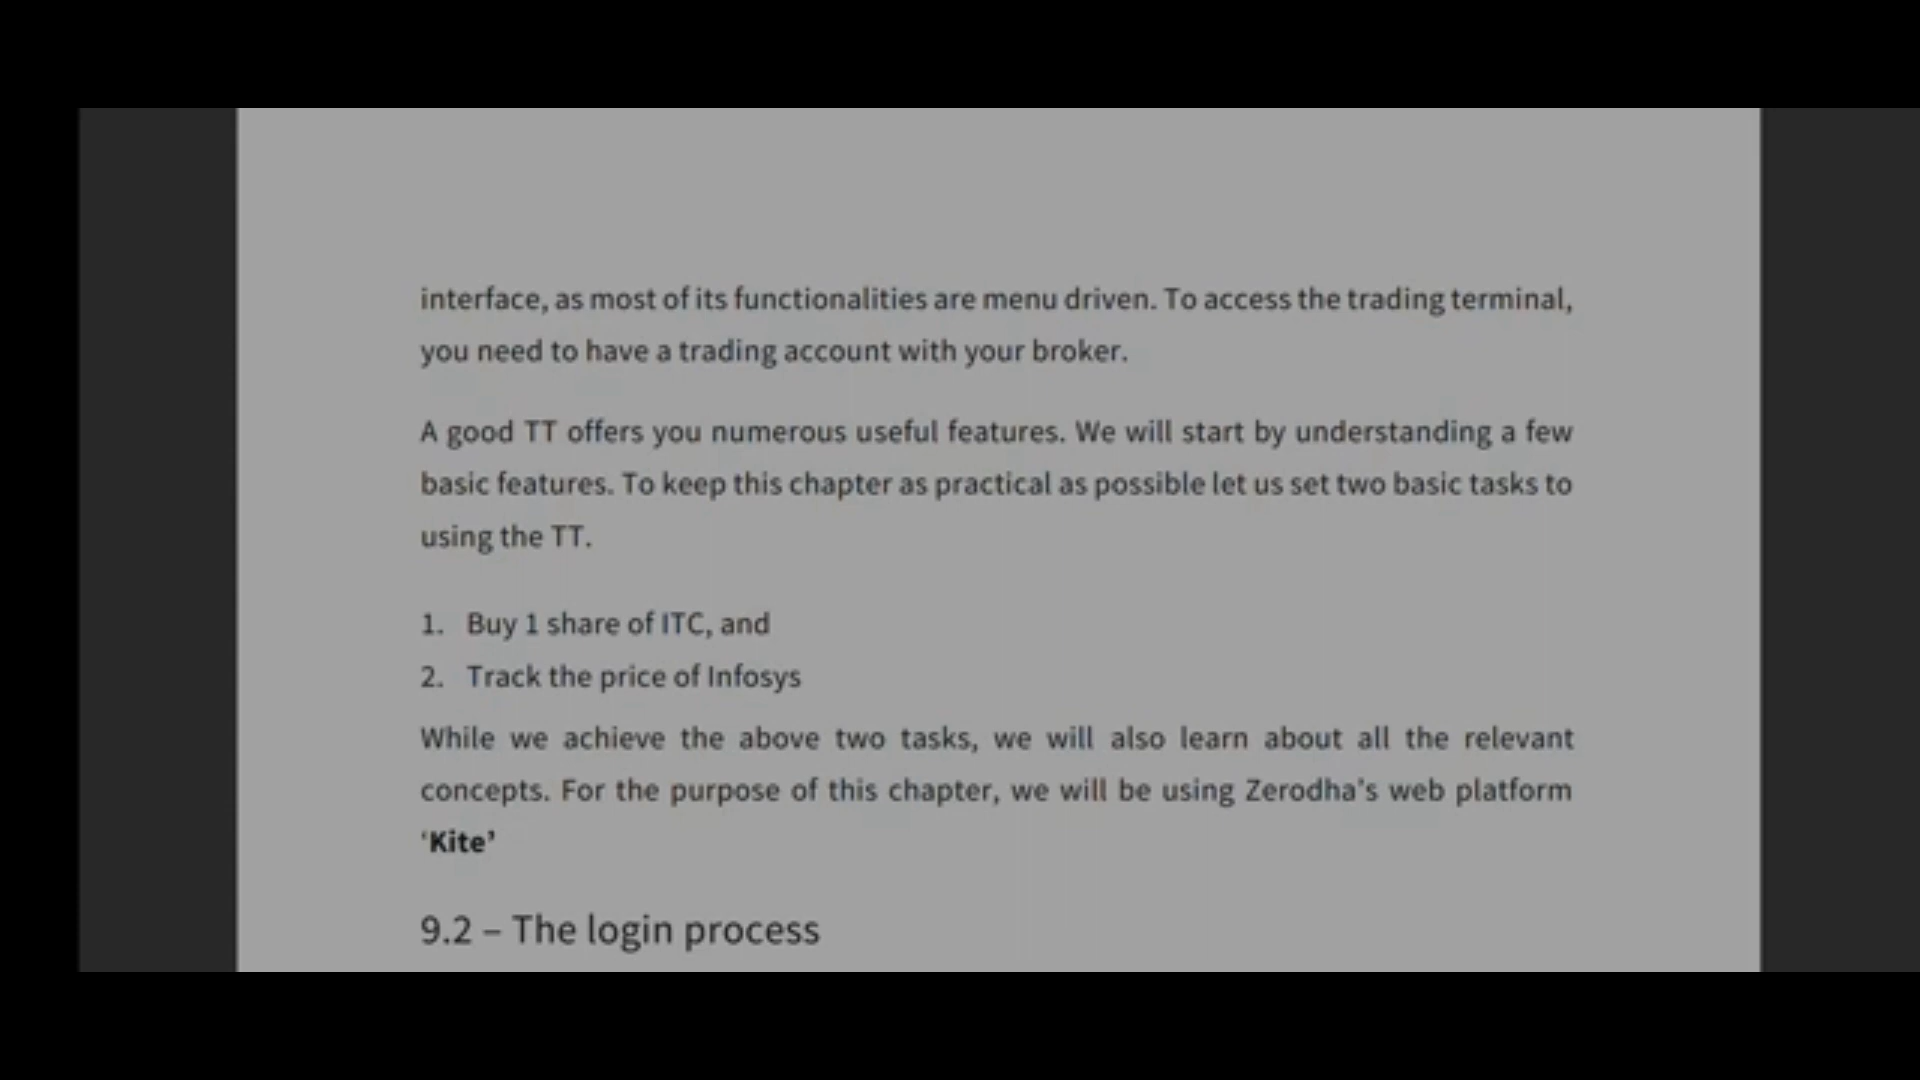 interface, as most of its functionalities are menu driven. To access the trading terminal,
you need to have a trading account with your broker.
A good TT offers you numerous useful features. We will start by understanding a few
basic features. To keep this chapter as practical as possible let us set two basic tasks to
using the TT.
1. Buy 1 share of ITC, and
2. Track the price of Infosys
While we achieve the above two tasks, we will also learn about all the relevant
concepts. For the purpose of this chapter, we will be using Zerodha’s web platform
‘Kite’
9.2 – The login process